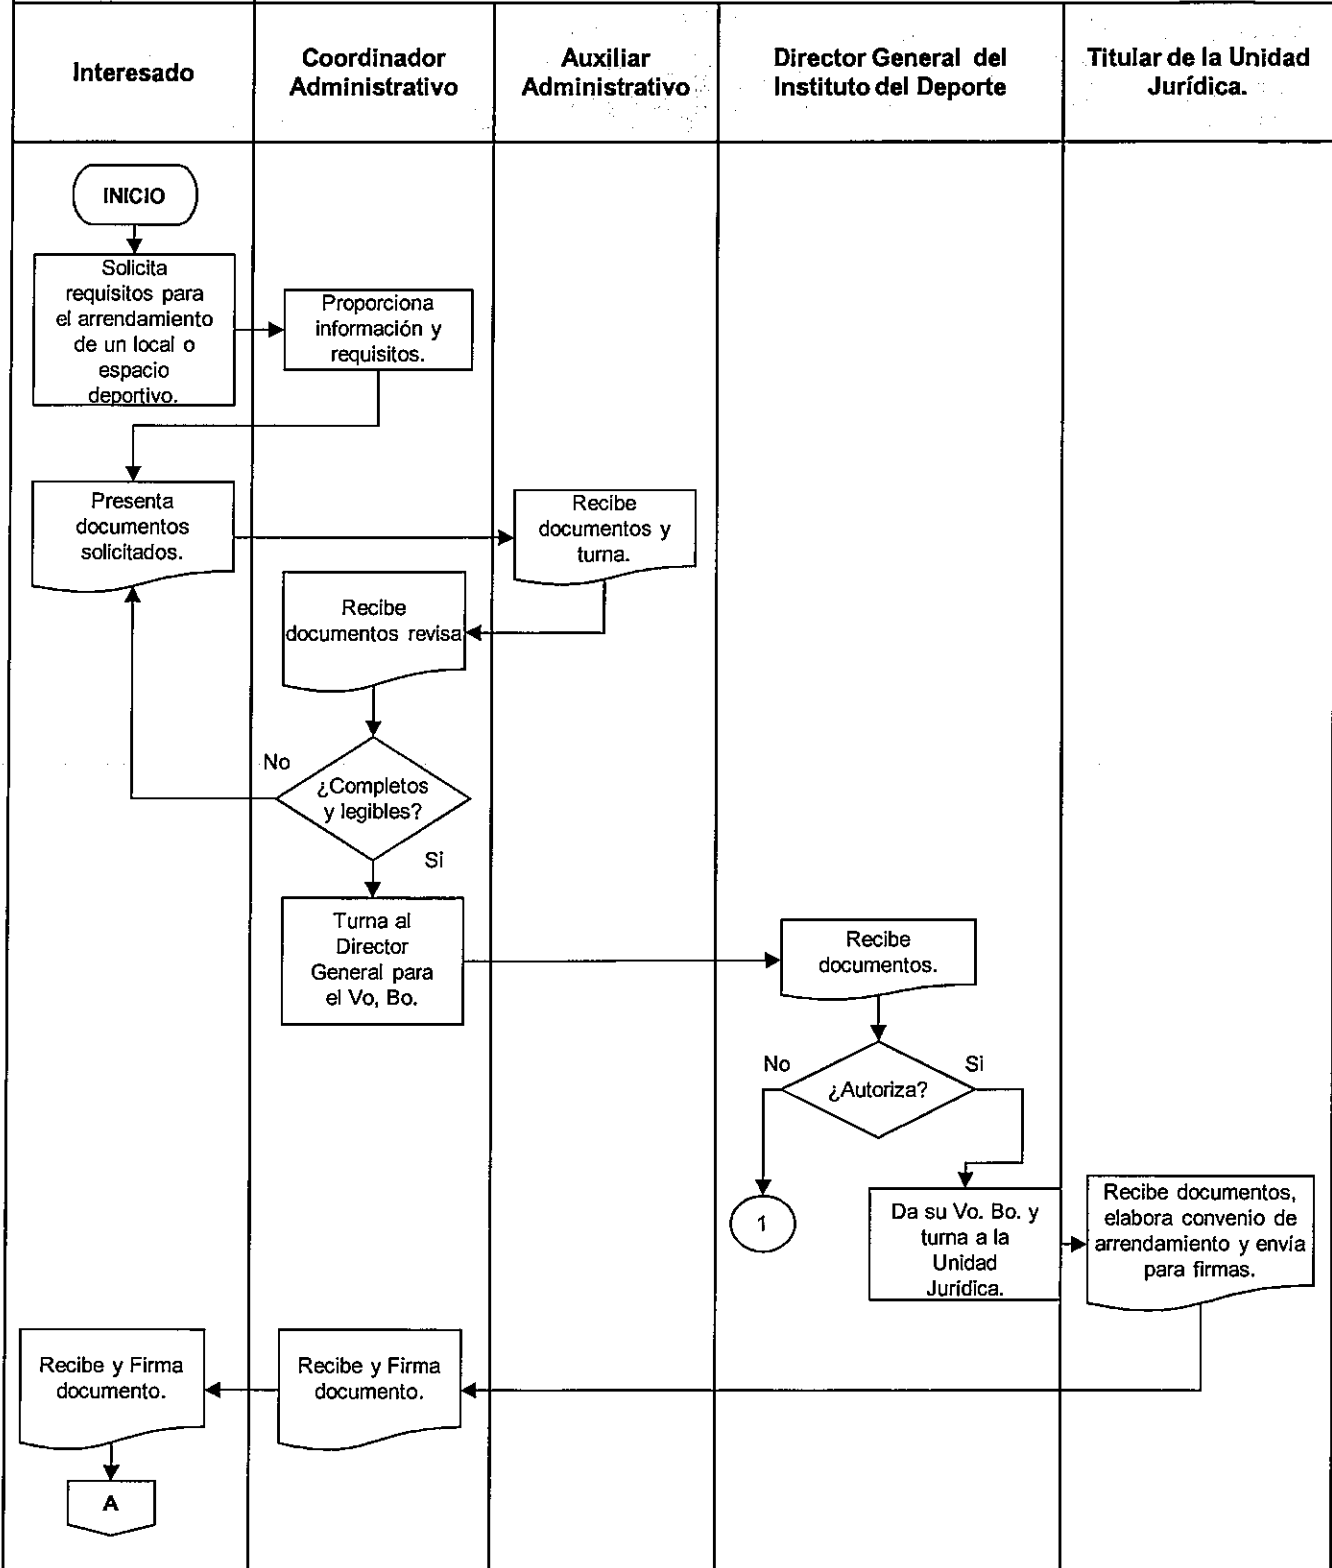 Interesado
Coordinador
Administrativo
Auxiliar
Administrativo
Director General del
Instituto del Deporte
Titular de la Unidad
Jurídica.
INICIO
Solicita
requisitos para
el arrendamiento
de un local o
espacio
deportivo.
Proporciona
información y
requisitos.
Presenta
documentos
solicitados.
Recibe
documentos y
turna.
Recibe
documentos revisa
No
¿Completos
y legibles?
Si
Turna al
Director
General para
el Vo, Bo.
Recibe
documentos.
No
¿Autoriza?
Si
1
Da su Vo. Bo. y
turna a la
Unidad
Jurídica.
Recibe documentos,
elabora convenio de
arrendamiento y envía
para firmas.
Recibe y Firma
documento.
Recibe y Firma
documento.
A